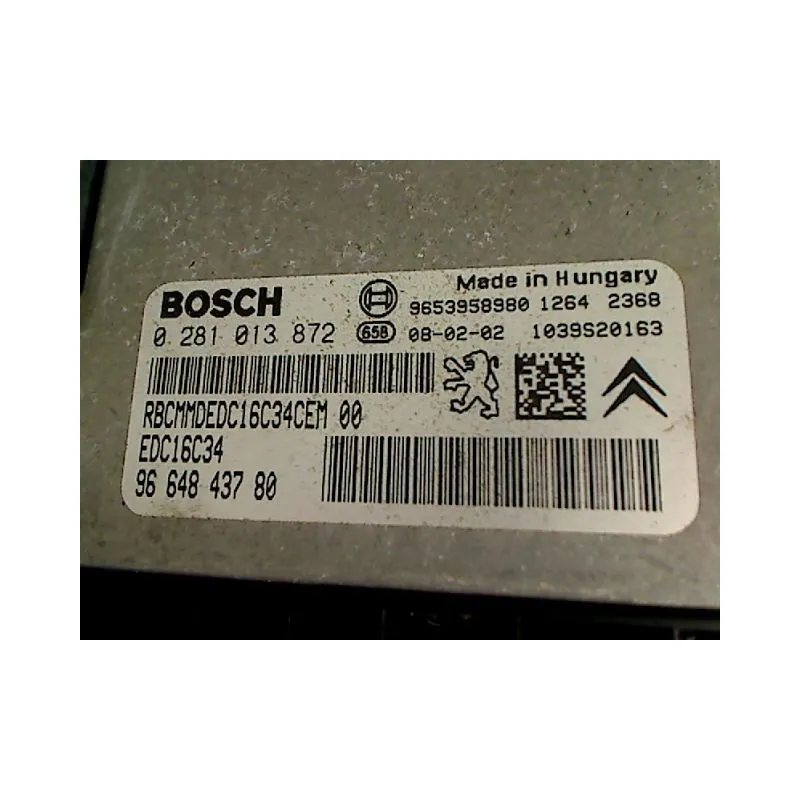 Made in Hungary
BOSCH 9653958980 1264 2368
0 281 013 872 658 08-02-02 1039S20163
RBCMMDEDC16C34CEM 00
EDC16C34
96 648 437 80